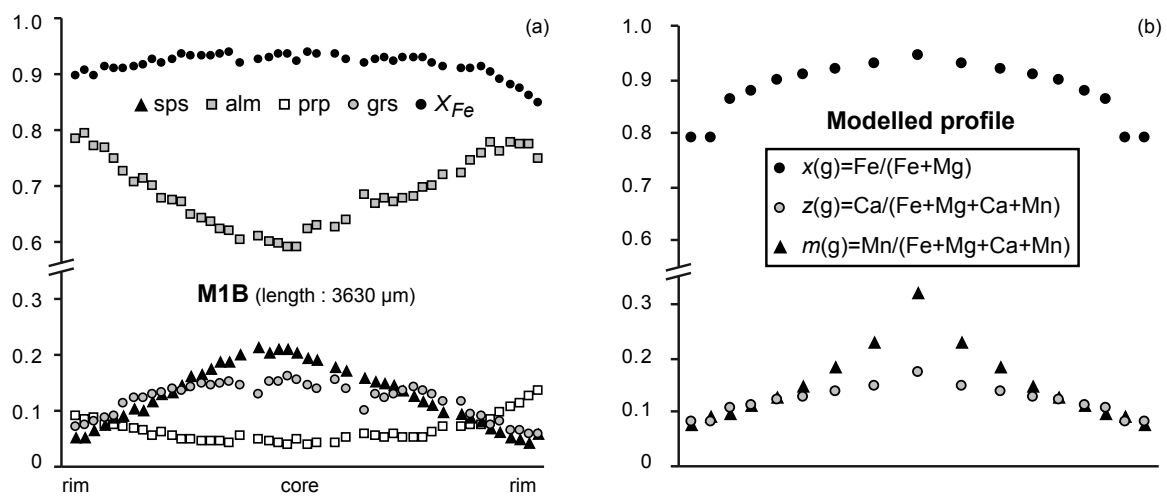 1.0
(a)
0.9
sps alm prp grs X_Fe
0.8
0.7
0.6
M1B (length : 3630 µm)
0.3
0.2
0.1
0
rim core rim
1.0
(b)
0.9
0.8
Modelled profile
x(g)=Fe/(Fe+Mg)
z(g)=Ca/(Fe+Mg+Ca+Mn)
m(g)=Mn/(Fe+Mg+Ca+Mn)
0.7
0.6
0.3
0.2
0.1
0